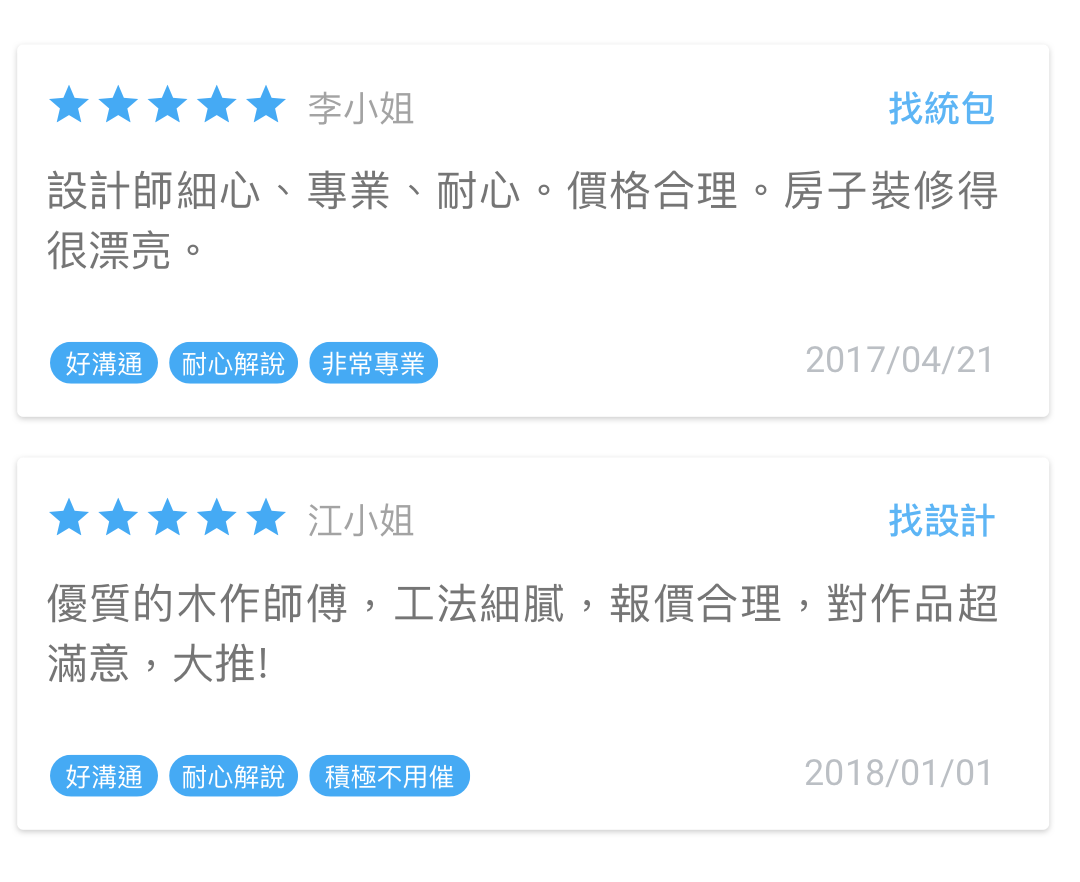 李小姐 找統包
設計師細心、專業、耐心。價格合理。房子裝修得
很漂亮。
好溝通 耐心解說 非常專業 2017/04/21
江小姐 找設計
優質的木作師傅，工法細膩，報價合理，對作品超
滿意，大推!
好溝通 耐心解說 積極不用催 2018/01/01